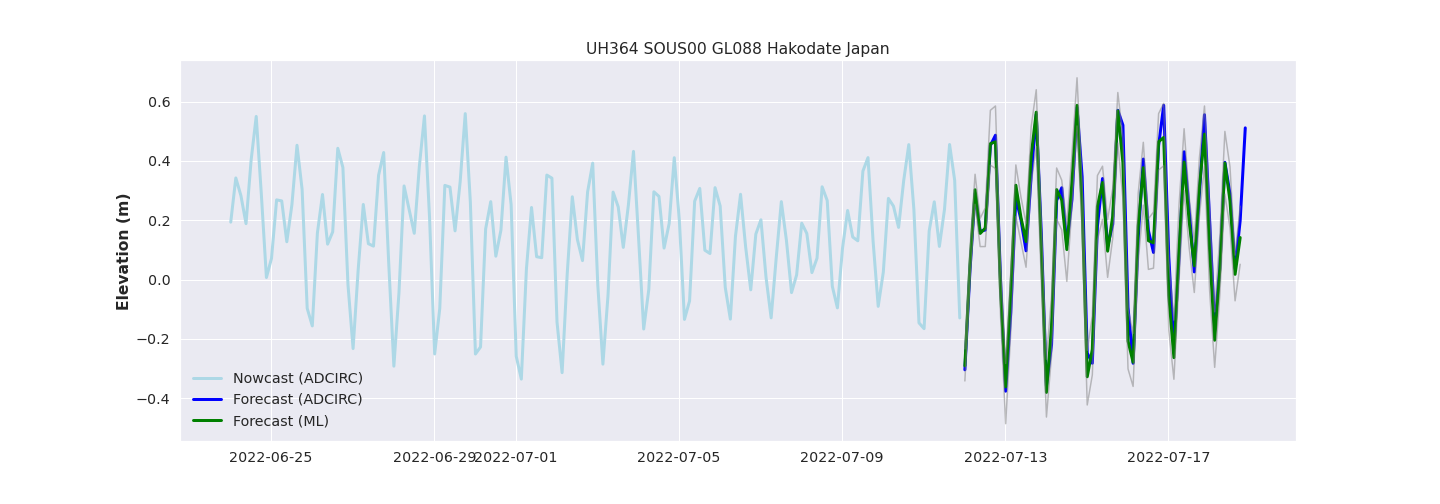 UH364 SOUS00 GL088 Hakodate Japan
Elevation (m)
0.6
0.4
0.2
0.0
−0.2
−0.4
Nowcast (ADCIRC)
Forecast (ADCIRC)
Forecast (ML)
2022-06-25 2022-06-29 2022-07-01 2022-07-05 2022-07-09 2022-07-13 2022-07-17